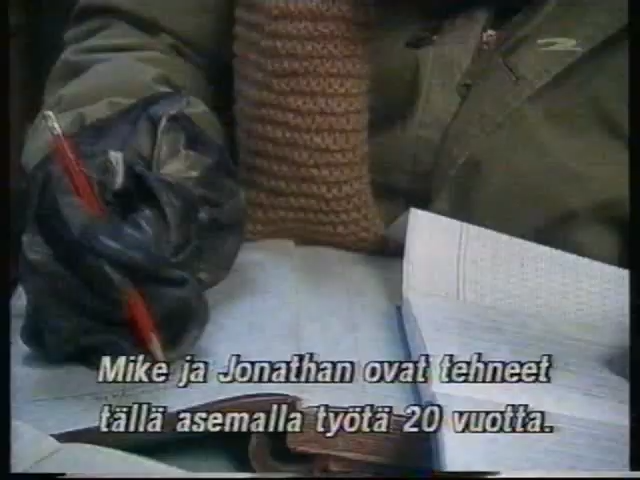 Mike ja Jonathan ovat tehneet
tällä asemalla työtä 20 vuotta.